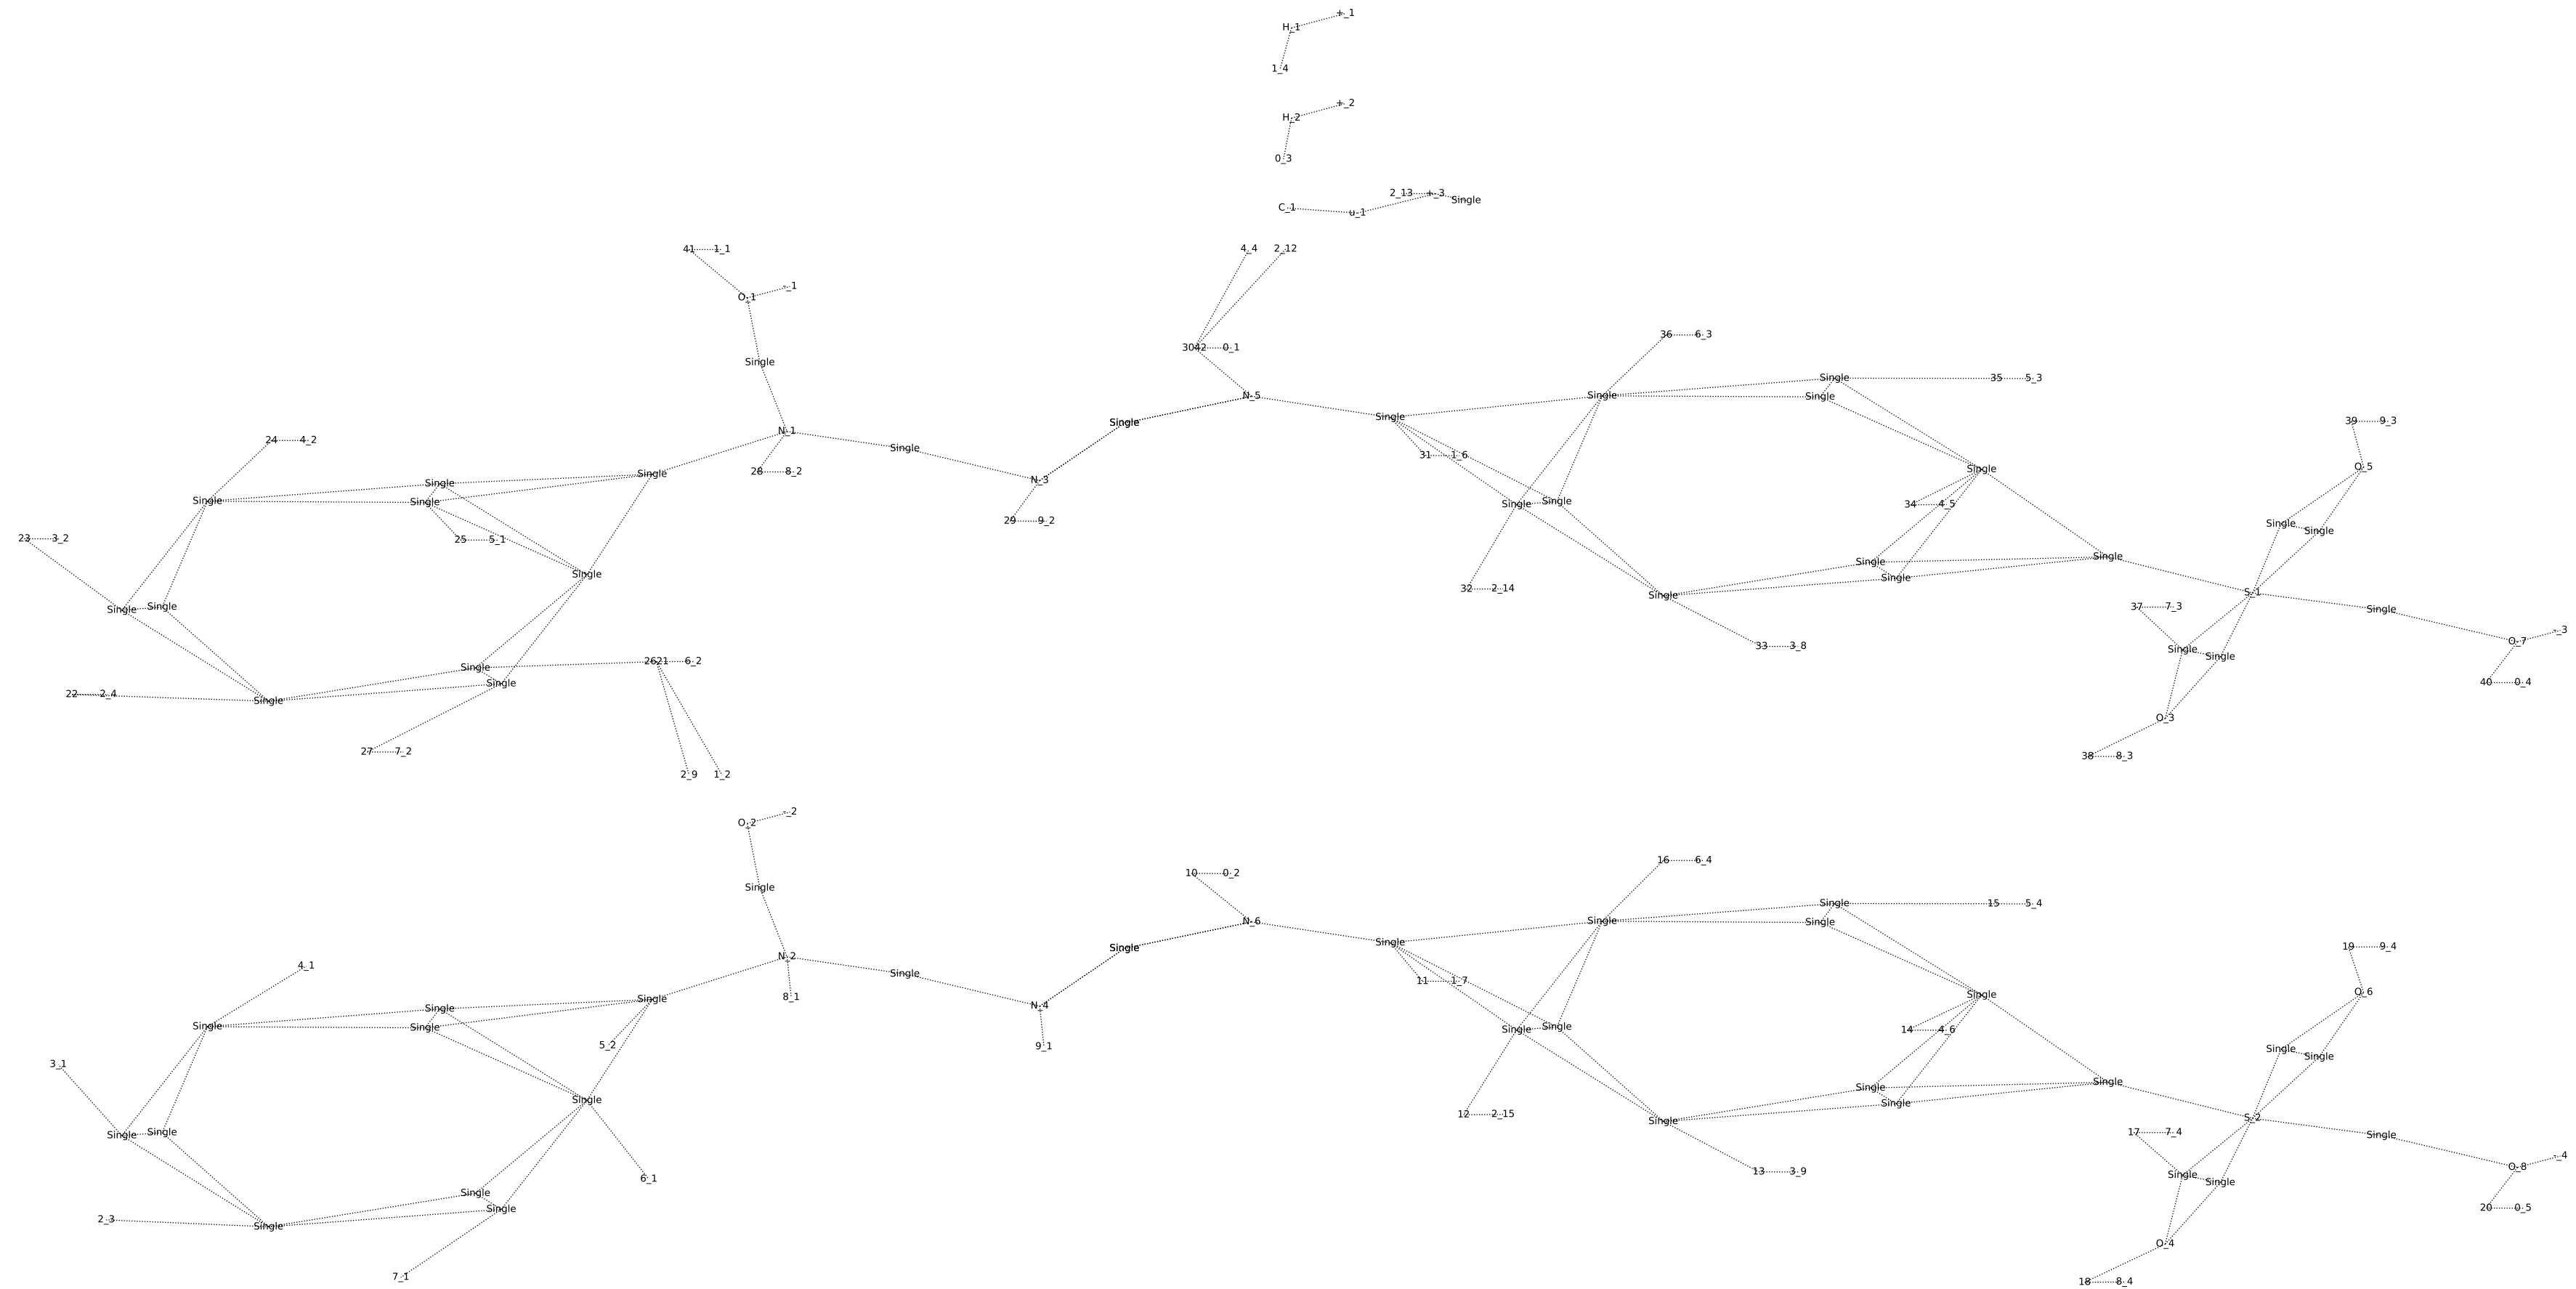 +_1
H_1
1_4
+_2
H_2
0_3
2_13 +_3 Single
C_1 u_1
41 1_1 4_4 2_12
O_1 -_1
36 6_3
3042 0_1
Single
Single 35 5_3
N_5 Single Single
Single Single 39 9_3
N_1
24 4_2 Single
31 1_6
28 8_2 Single Single O_5
Single N_3
Single Single Single
34 4_5
Single Single
29 9_2 Single Single
23 3_2 25 5_1
Single
Single Single
Single Single
Single
32 2_14 Single S_1
Single Single 37 7_3 Single
-_3
33 3_8 Single O_7
Single
Single 2621 6_2
Single 40 0_4
22 2_4 Single
O_3
27 7_2 38 8_3
2_9 1_2
-_2
O_2
16 6_4
10 0_2
Single
Single 15 5_4
N_6 Single Single
Single Single 19 9_4
N_2
4_1 Single
11 1_7
8_1 Single Single O_6
Single N_4
Single Single Single
14 4_6
Single Single
5_2 9_1 Single Single
3_1
Single
Single Single
Single Single
Single
12 2_15 Single S_2
Single Single 17 7_4 Single
-_4
13 3_9 Single O_8
6_1 Single
Single
Single 20 0_5
2_3 Single
O_4
7_1 18 8_4